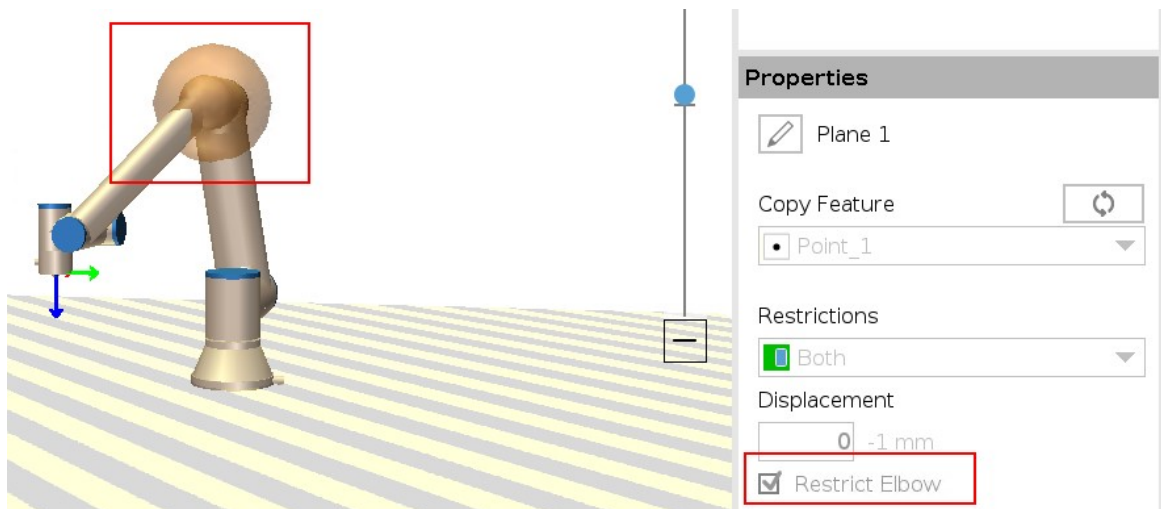 Properties
Plane 1
Copy Feature
Point_1
Restrictions
Both
Displacement
0 -1 mm
Restrict Elbow